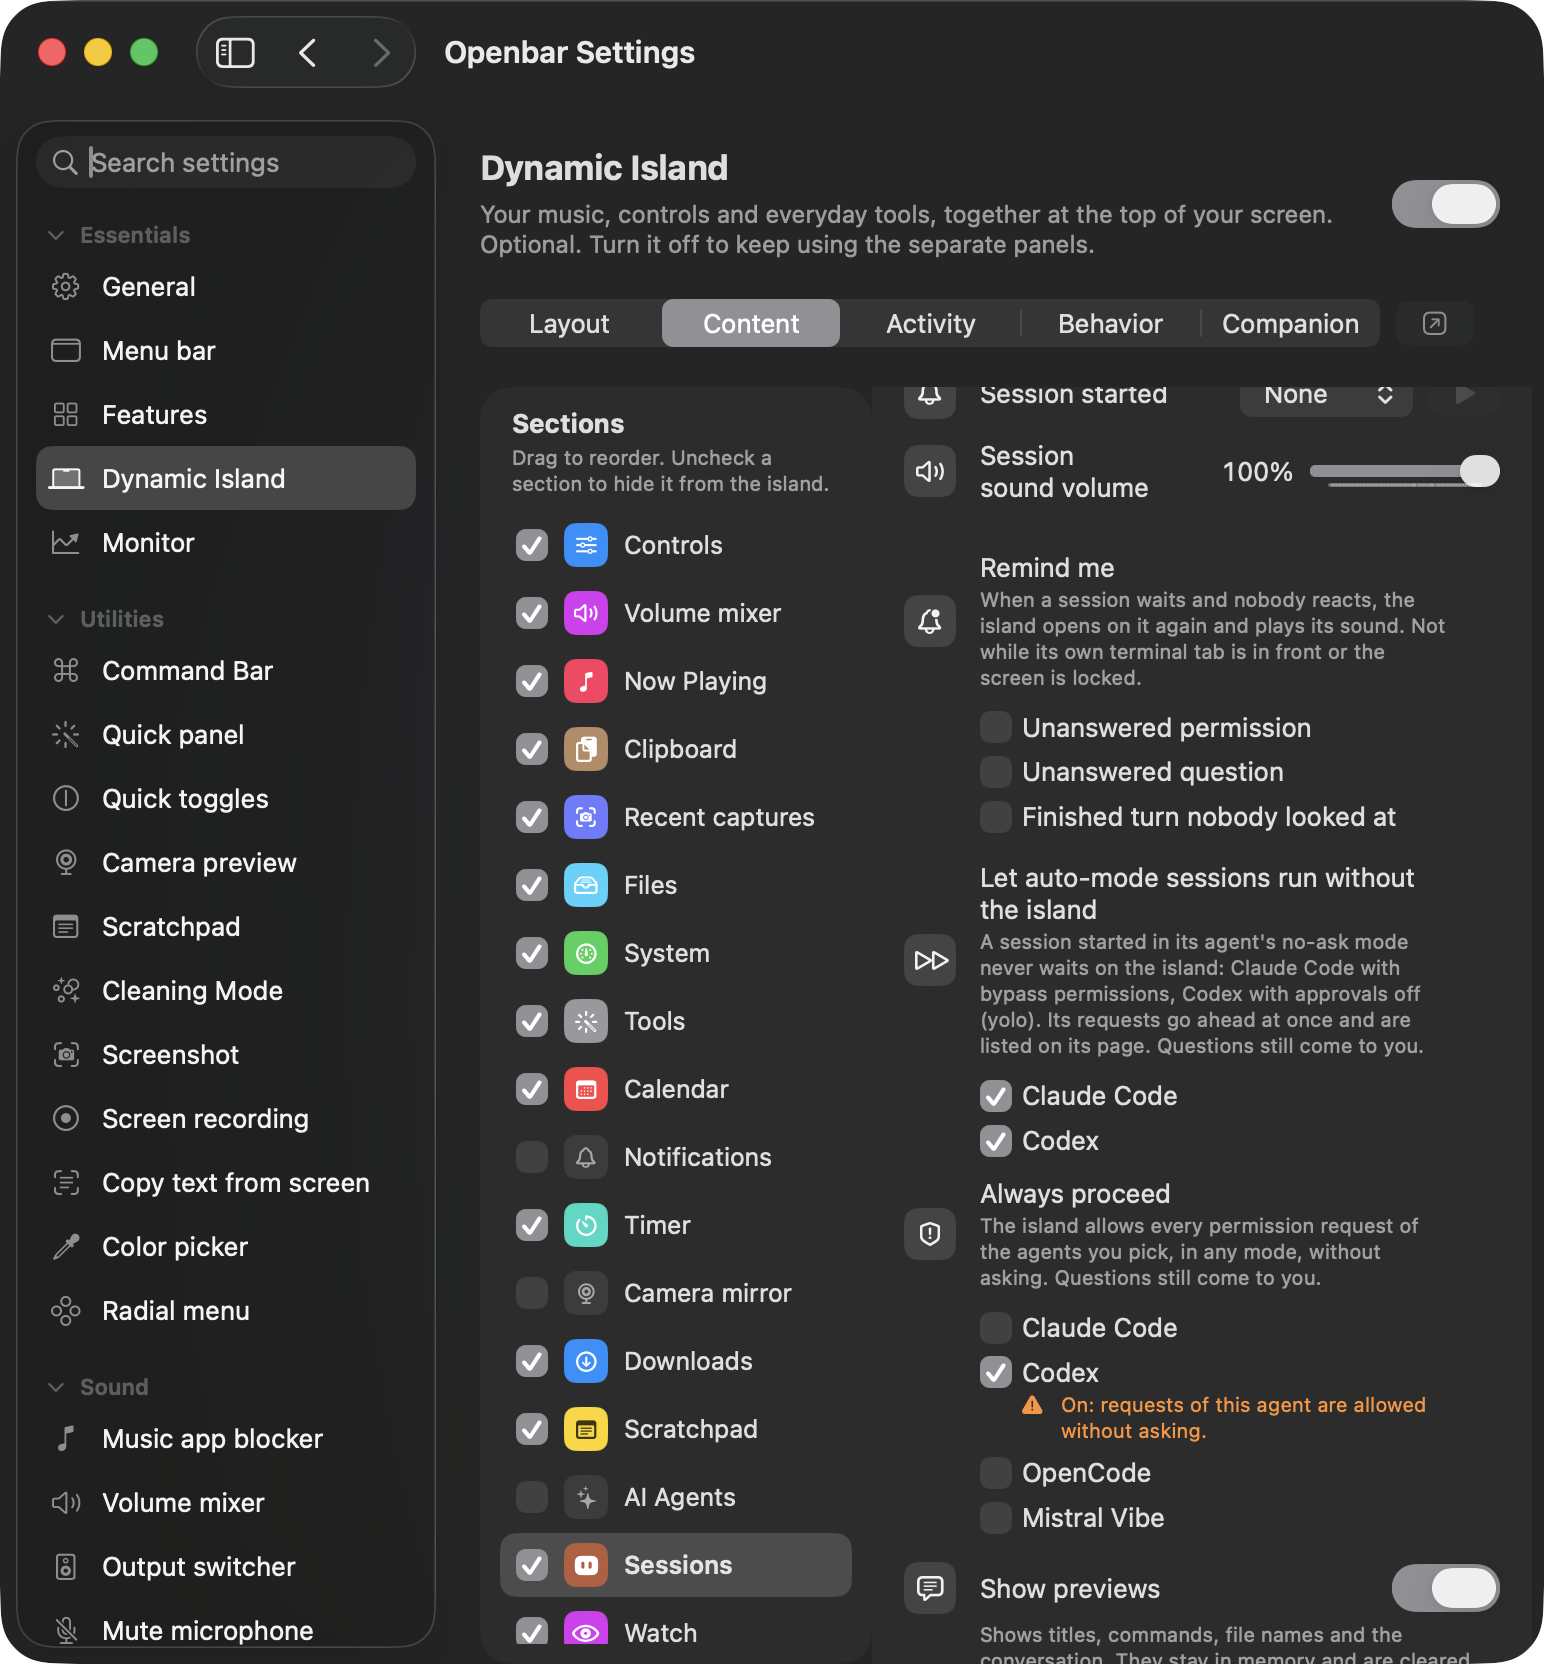 Openbar Settings
Search settings
Essentials
General
Menu bar
Features
Dynamic Island
Monitor
Utilities
Command Bar
Quick panel
Quick toggles
Camera preview
Scratchpad
Cleaning Mode
Screenshot
Screen recording
Copy text from screen
Color picker
Radial menu
Sound
Music app blocker
Volume mixer
Output switcher
Mute microphone
Dynamic Island
Your music, controls and everyday tools, together at the top of your screen.
Optional. Turn it off to keep using the separate panels.
Layout
Content
Activity
Behavior
Companion
Sections
Drag to reorder. Uncheck a
section to hide it from the island.
Controls
Volume mixer
Now Playing
Clipboard
Recent captures
Files
System
Tools
Calendar
Notifications
Timer
Camera mirror
Downloads
Scratchpad
AI Agents
Sessions
Watch
Session started
None
Session
sound volume
100%
Remind me
When a session waits and nobody reacts, the
island opens on it again and plays its sound. Not
while its own terminal tab is in front or the
screen is locked.
Unanswered permission
Unanswered question
Finished turn nobody looked at
Let auto-mode sessions run without
the island
A session started in its agent's no-ask mode
never waits on the island: Claude Code with
bypass permissions, Codex with approvals off
(yolo). Its requests go ahead at once and are
listed on its page. Questions still come to you.
Claude Code
Codex
Always proceed
The island allows every permission request of
the agents you pick, in any mode, without
asking. Questions still come to you.
Claude Code
Codex
On: requests of this agent are allowed
without asking.
OpenCode
Mistral Vibe
Show previews
Shows titles, commands, file names and the
conversation. They stay in memory and are cleared